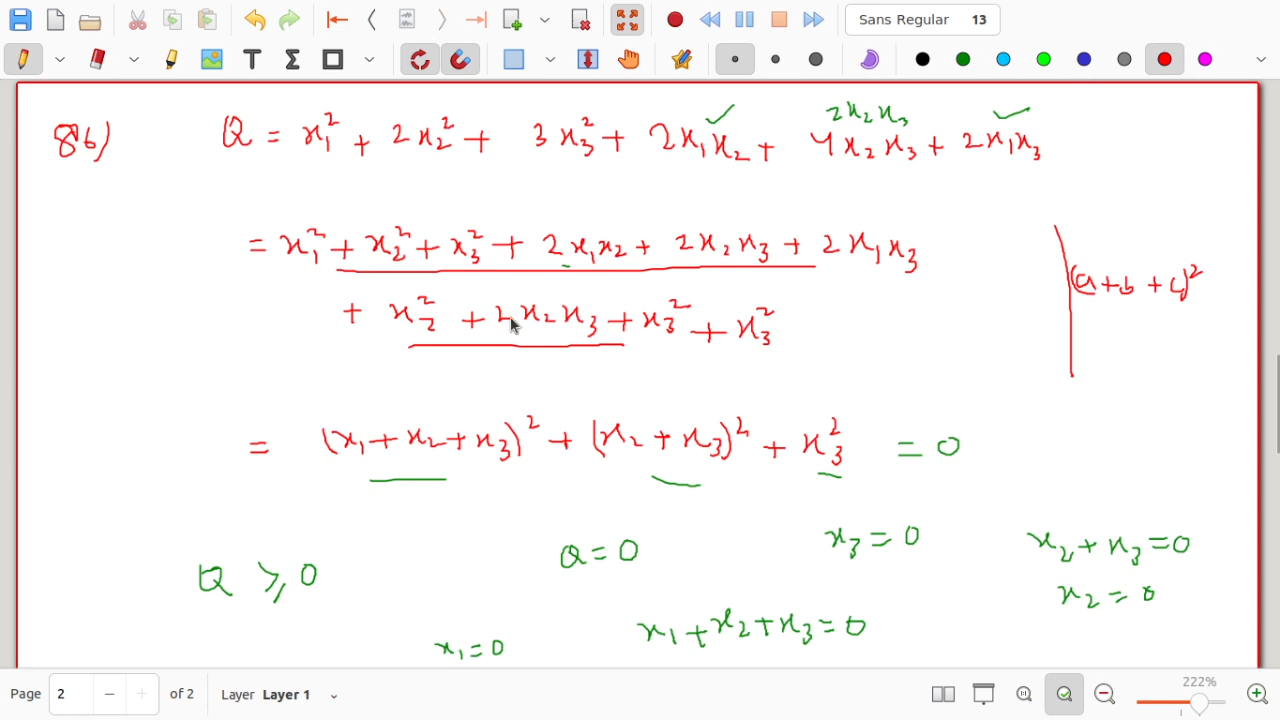 Sans Regular 13
8b) Q = x₁² + 2x₂² + 3x₃² + 2x₁x₂ + 4x₂x₃ + 2x₁x₃
2x₂x₃
= x₁² + x₂² + x₃² + 2x₁x₂ + 2x₂x₃ + 2x₁x₃
(a+b+c)²
+ x₂² + 2x₂x₃ + x₃² + x₃²
= (x₁+x₂+x₃)² + (x₂+x₃)² + x₃² = 0
Q ⩾ 0
Q = 0
x₃ = 0
x₂+x₃=0
x₂ = 0
x₁+x₂+x₃=0
x₁=0
Page 2 of 2 Layer Layer 1 222%